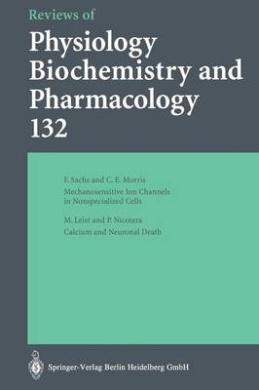 Reviews of
Physiology
Biochemistry and
Pharmacology
132
F. Sachs and C. E. Morris
Mechanosensitive Ion Channels
in Nonspecialized Cells
M. Leist and P. Nicotera
Calcium and Neuronal Death
Springer-Verlag Berlin Heidelberg GmbH